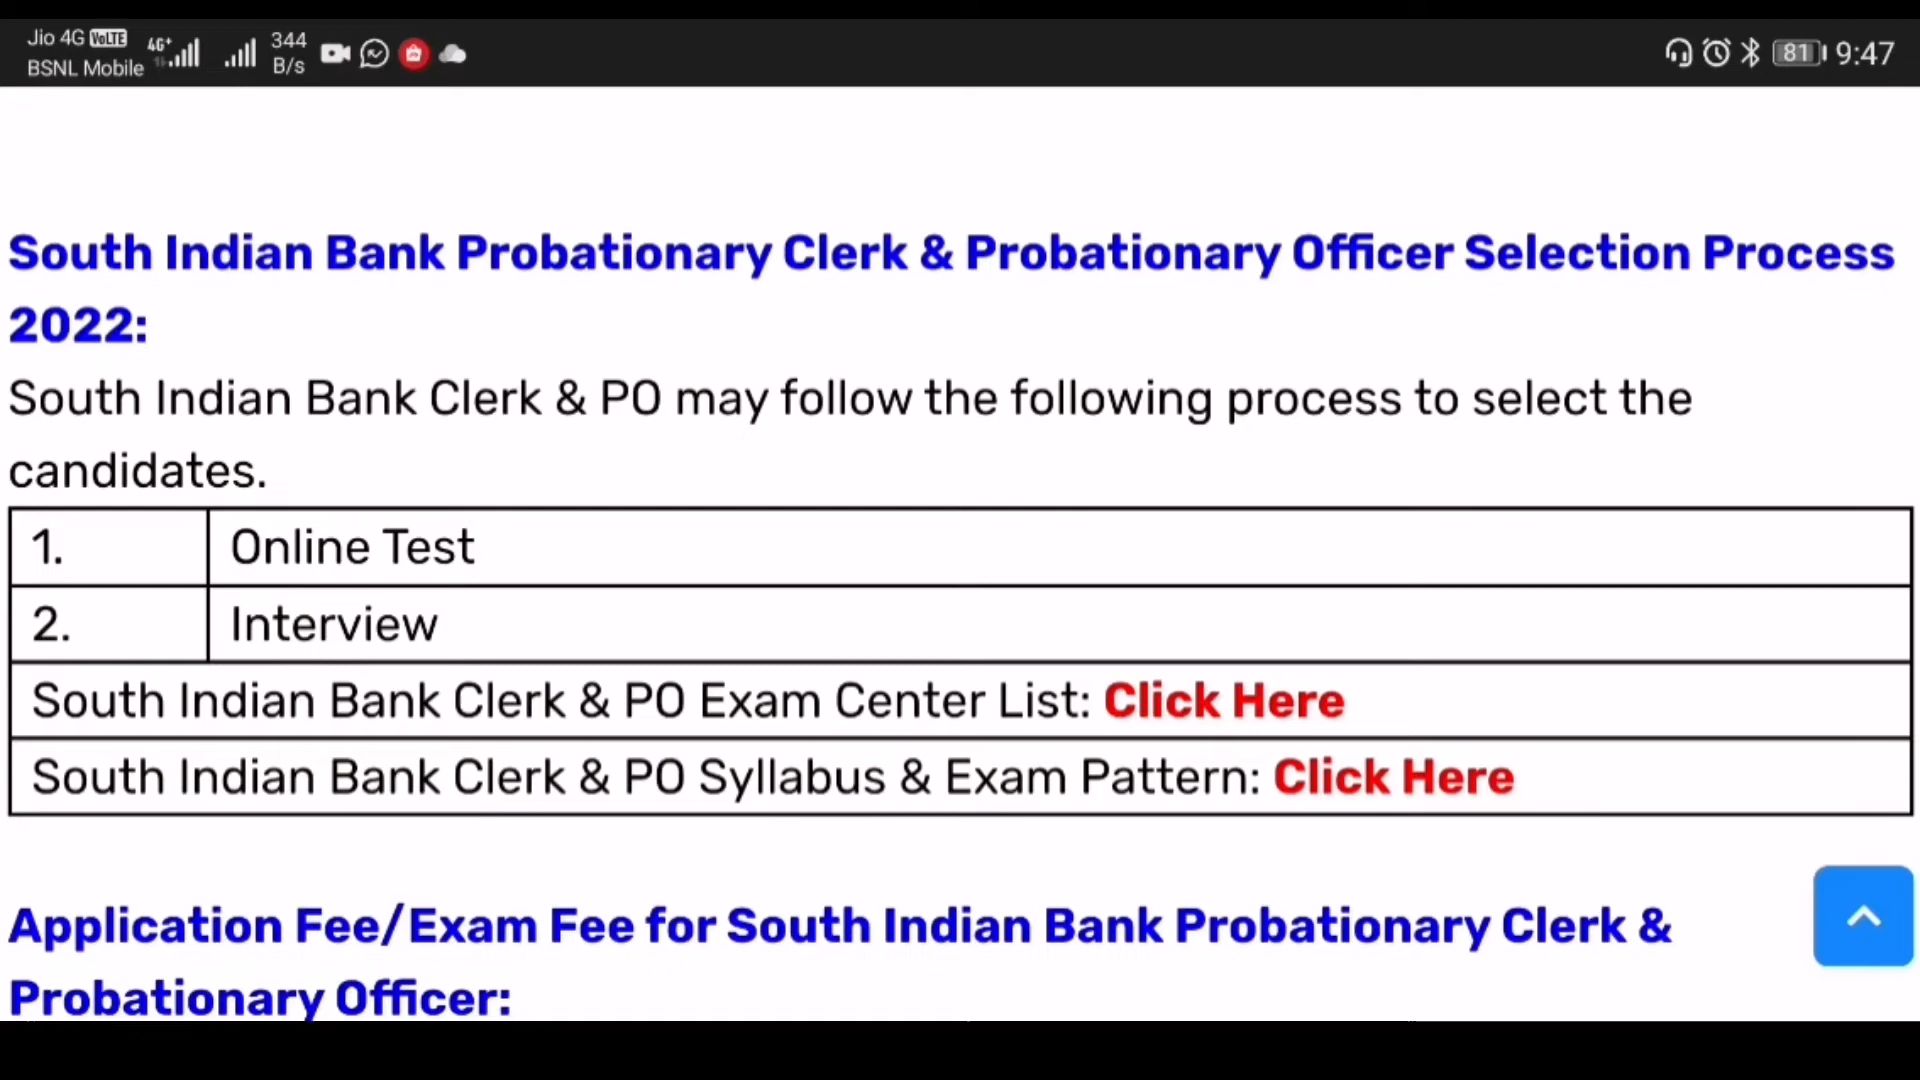 Jio 4G VoLTE 4G+ 344 81 9:47
BSNL Mobile B/s
South Indian Bank Probationary Clerk & Probationary Officer Selection Process
2022:
South Indian Bank Clerk & PO may follow the following process to select the
candidates.
1. Online Test
2. Interview
South Indian Bank Clerk & PO Exam Center List: Click Here
South Indian Bank Clerk & PO Syllabus & Exam Pattern: Click Here
Application Fee/Exam Fee for South Indian Bank Probationary Clerk &
Probationary Officer: